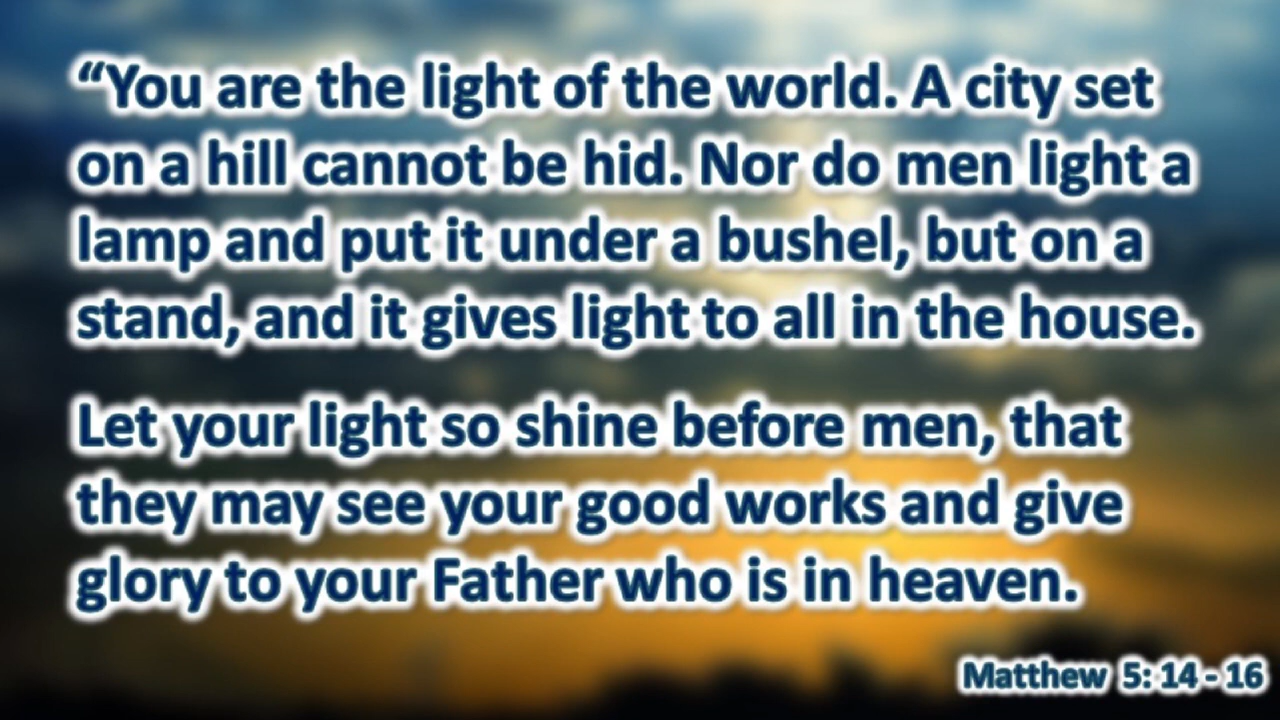 “You are the light of the world. A city set
on a hill cannot be hid. Nor do men light a
lamp and put it under a bushel, but on a
stand, and it gives light to all in the house.
Let your light so shine before men, that
they may see your good works and give
glory to your Father who is in heaven.
Matthew 5: 14 - 16